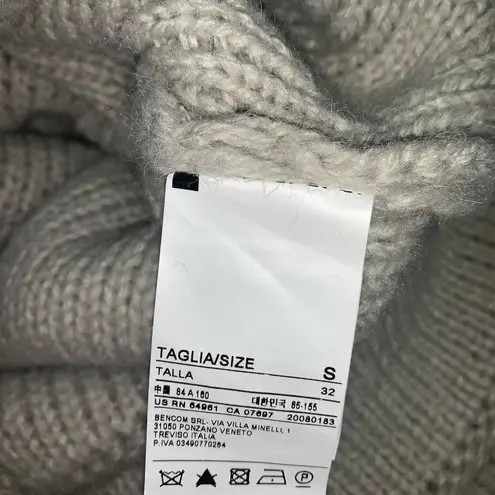 TAGLIA/SIZE S
TALLA 32
中国 84 A 160 대한민국 85-155
US RN 64961 CA 07697 20080183
BENCOM SRL- VIA VILLA MINELLI, 1
31050 PONZANO VENETO
TREVISO ITALIA
P.IVA 03490770264
P